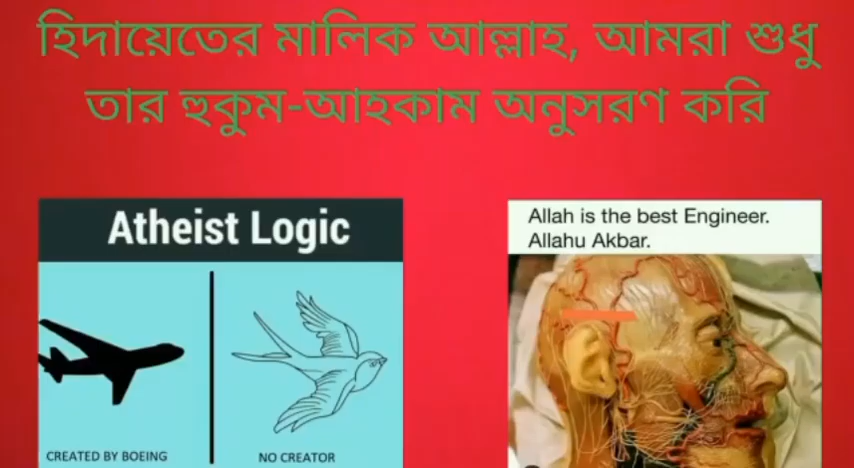 হিদায়েতের মালিক আল্লাহ, আমরা শুধু
তার হুকুম-আহকাম অনুসরণ করি
Atheist Logic
CREATED BY BOEING
NO CREATOR
Allah is the best Engineer.
Allahu Akbar.